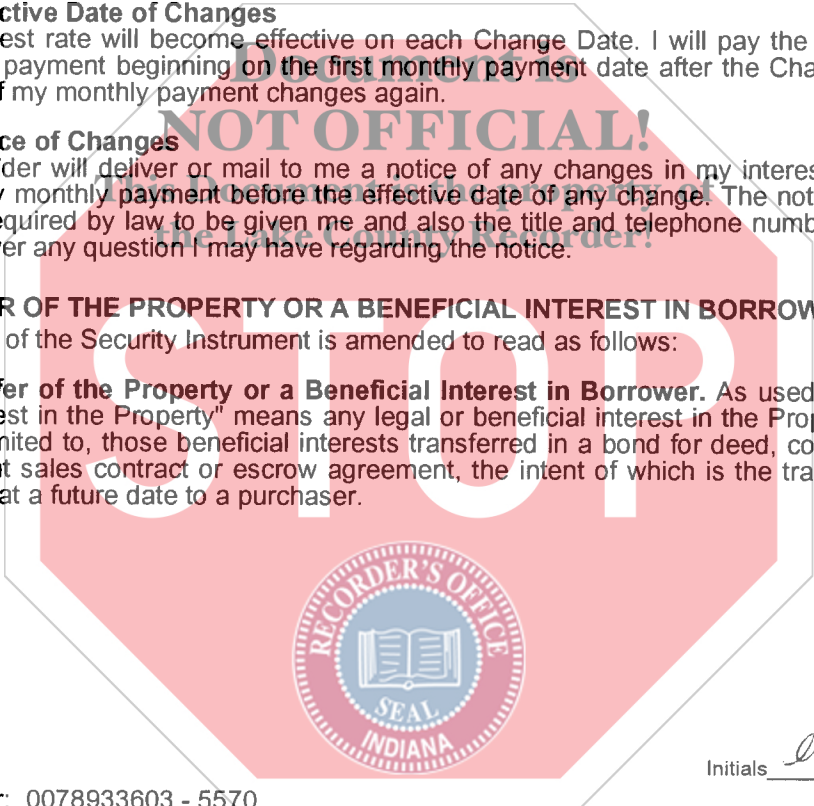 ctive Date of Changes
est rate will become effective on each Change Date. I will pay the
payment beginning on the first monthly payment date after the Cha
f my monthly payment changes again.
Document is
NOT OFFICIAL!
This Document is the property of
the Lake County Recorder!
ce of Changes
der will deliver or mail to me a notice of any changes in my interes
y monthly payment before the effective date of any change. The not
equired by law to be given me and also the title and telephone numb
er any question I may have regarding the notice.
R OF THE PROPERTY OR A BENEFICIAL INTEREST IN BORROW
of the Security Instrument is amended to read as follows:
STOP
fer of the Property or a Beneficial Interest in Borrower. As used
est in the Property" means any legal or beneficial interest in the Prop
mited to, those beneficial interests transferred in a bond for deed, co
t sales contract or escrow agreement, the intent of which is the tra
at a future date to a purchaser.
RECORDER'S OFFICE
SEAL
INDIANA
Initials
r: 0078933603 - 5570